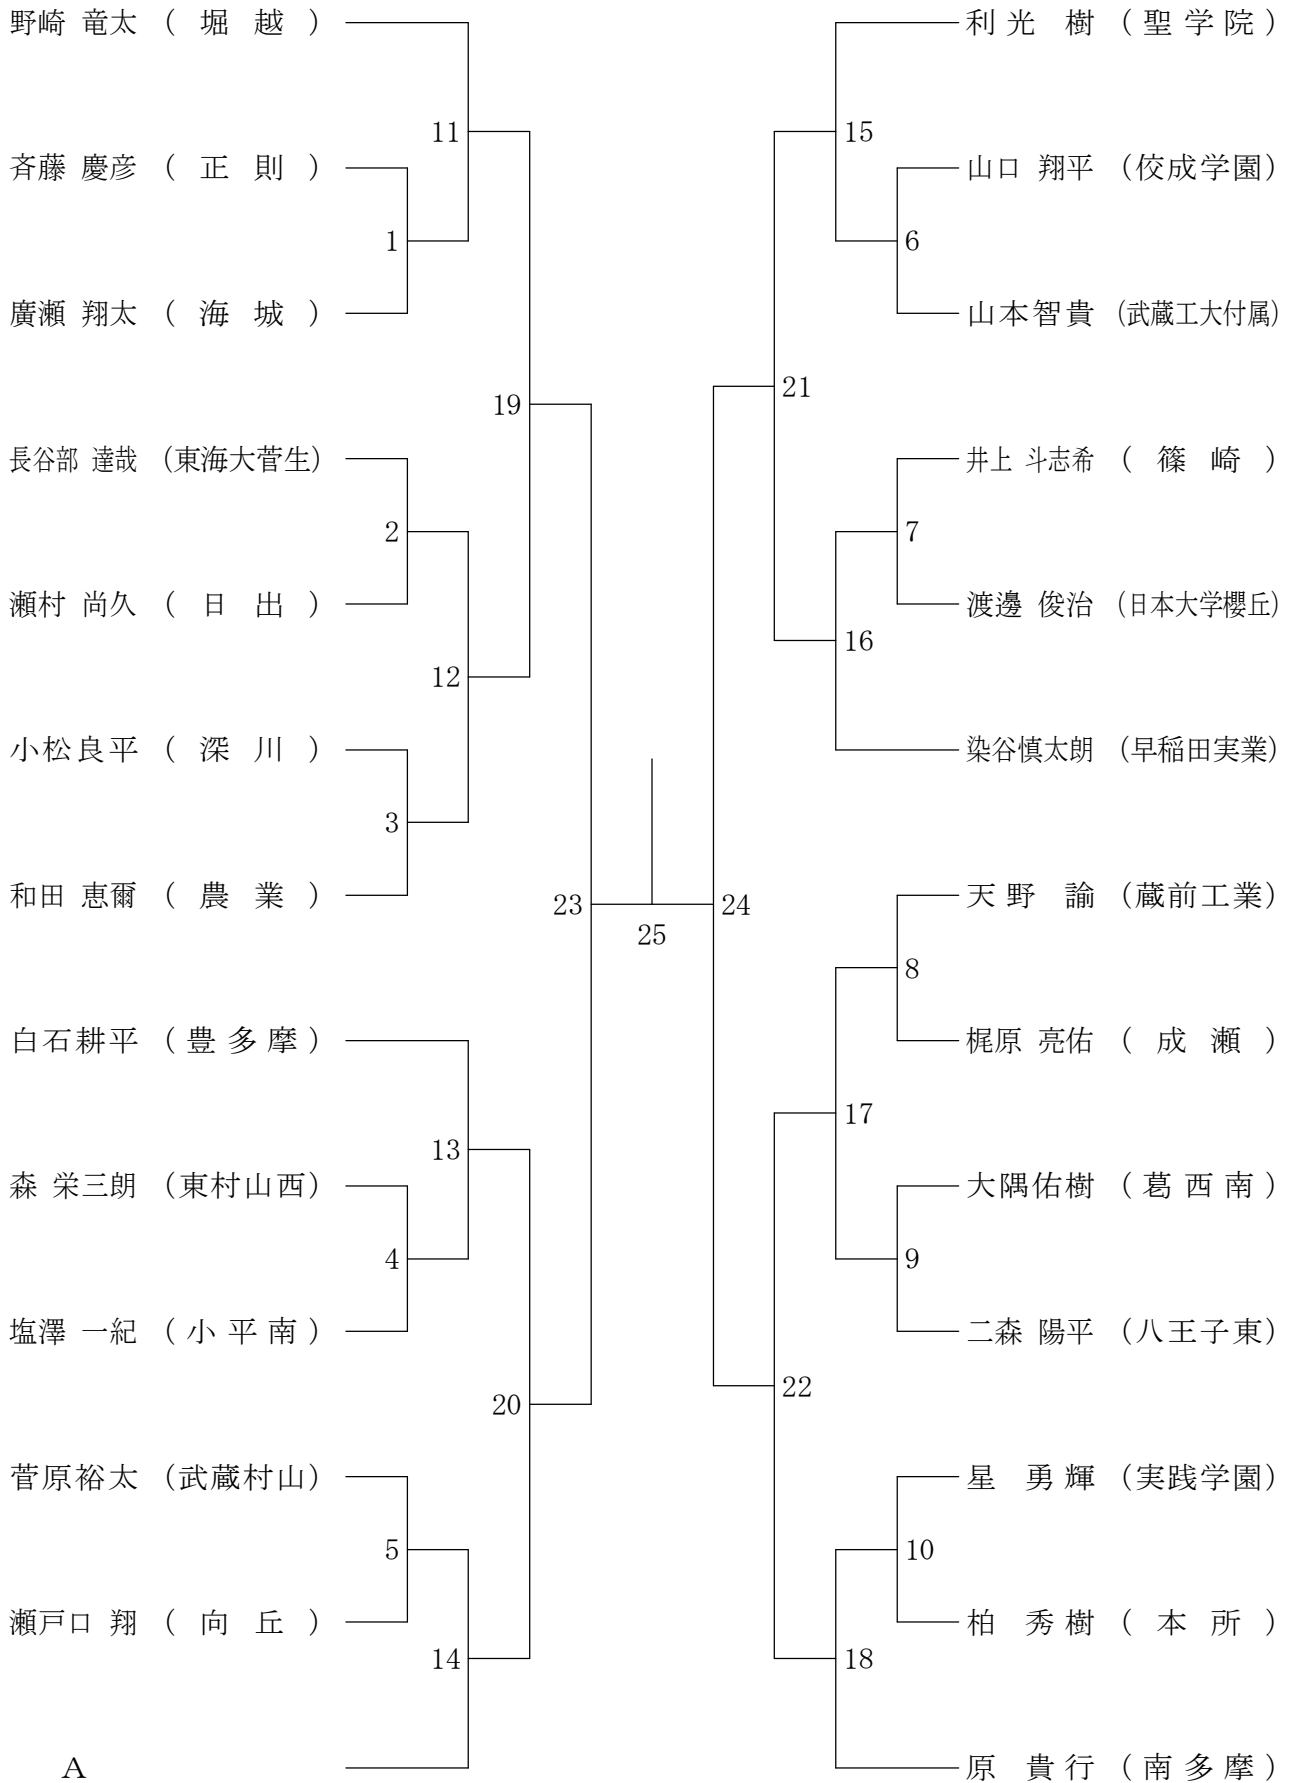 野崎 竜太 （ 堀 越 ）
11
斉藤 慶彦 （ 正 則 ）
1
廣瀬 翔太 （ 海 城 ）
19
長谷部 達哉 （東海大菅生）
2
瀬村 尚久 （ 日 出 ）
12
小松良平 （ 深 川 ）
3
和田 恵爾 （ 農 業 ）
23
白石耕平 （ 豊 多 摩 ）
13
森 栄三朗 （東村山西）
4
塩澤 一紀 （ 小 平 南 ）
20
菅原裕太 （武蔵村山）
5
瀬戸口 翔 （ 向 丘 ）
14
A
25
利光 樹 （ 聖 学 院 ）
15
山口 翔平 （佼成学園）
6
山本智貴 （武蔵工大付属）
21
井上 斗志希 （ 篠 崎 ）
7
渡邊 俊治 （日本大学櫻丘）
16
染谷慎太朗 （早稲田実業）
24
天野 諭 （蔵前工業）
8
梶原 亮佑 （ 成 瀬 ）
17
大隅佑樹 （ 葛 西 南 ）
9
二森 陽平 （八王子東）
22
星 勇輝 （実践学園）
10
柏 秀樹 （ 本 所 ）
18
原 貴行 （ 南 多 摩 ）